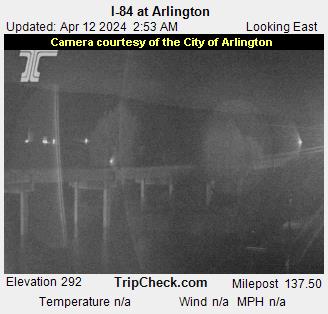 I-84 at Arlington
Updated: Apr 12 2024 2:53 AM Looking East
Camera courtesy of the City of Arlington
Elevation 292 TripCheck.com Milepost 137.50
Temperature n/a Wind n/a MPH n/a